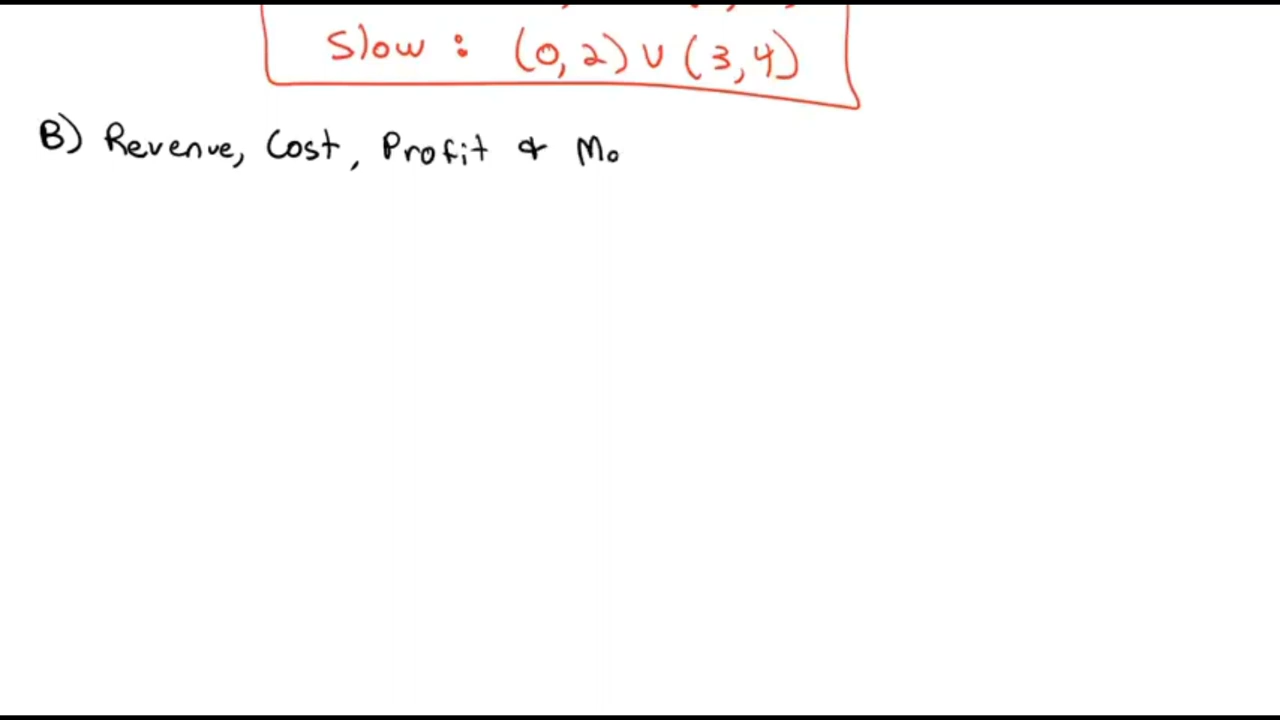 Slow : (0,2) ∪ (3,4)
B) Revenue, Cost, Profit & Mo